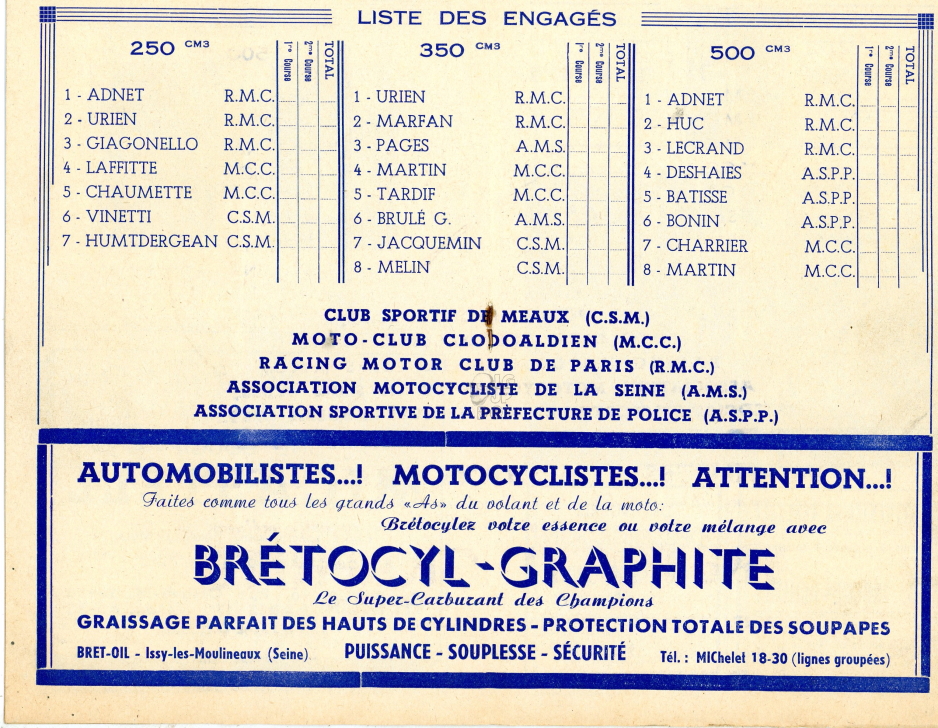 LISTE DES ENGAGÉS
250 CM3
1re Course 2me Course TOTAL
1 - ADNET R.M.C.
2 - URIEN R.M.C.
3 - GIAGONELLO R.M.C.
4 - LAFFITTE M.C.C.
5 - CHAUMETTE M.C.C.
6 - VINETTI C.S.M.
7 - HUMTDERGEAN C.S.M.
350 CM3
1re Course 2me Course TOTAL
1 - URIEN R.M.C.
2 - MARFAN R.M.C.
3 - PAGES A.M.S.
4 - MARTIN M.C.C.
5 - TARDIF M.C.C.
6 - BRULÉ G. A.M.S.
7 - JACQUEMIN C.S.M.
8 - MELIN C.S.M.
500 CM3
1re Course 2me Course TOTAL
1 - ADNET R.M.C.
2 - HUC R.M.C.
3 - LECRAND R.M.C.
4 - DESHAIES A.S.P.P.
5 - BATISSE A.S.P.P.
6 - BONIN A.S.P.P.
7 - CHARRIER M.C.C.
8 - MARTIN M.C.C.
CLUB SPORTIF DE MEAUX (C.S.M.)
MOTO-CLUB CLODOALDIEN (M.C.C.)
RACING MOTOR CLUB DE PARIS (R.M.C.)
ASSOCIATION MOTOCYCLISTE DE LA SEINE (A.M.S.)
ASSOCIATION SPORTIVE DE LA PRÉFECTURE DE POLICE (A.S.P.P.)
AUTOMOBILISTES...! MOTOCYCLISTES...! ATTENTION...!
Faites comme tous les grands «As» du volant et de la moto:
Brétocylez votre essence ou votre mélange avec
BRÉTOCYL-GRAPHITE
Le Super-Carburant des Champions
GRAISSAGE PARFAIT DES HAUTS DE CYLINDRES - PROTECTION TOTALE DES SOUPAPES
BRET-OIL - Issy-les-Moulineaux (Seine) PUISSANCE - SOUPLESSE - SÉCURITÉ Tél. : MIChelet 18-30 (lignes groupées)